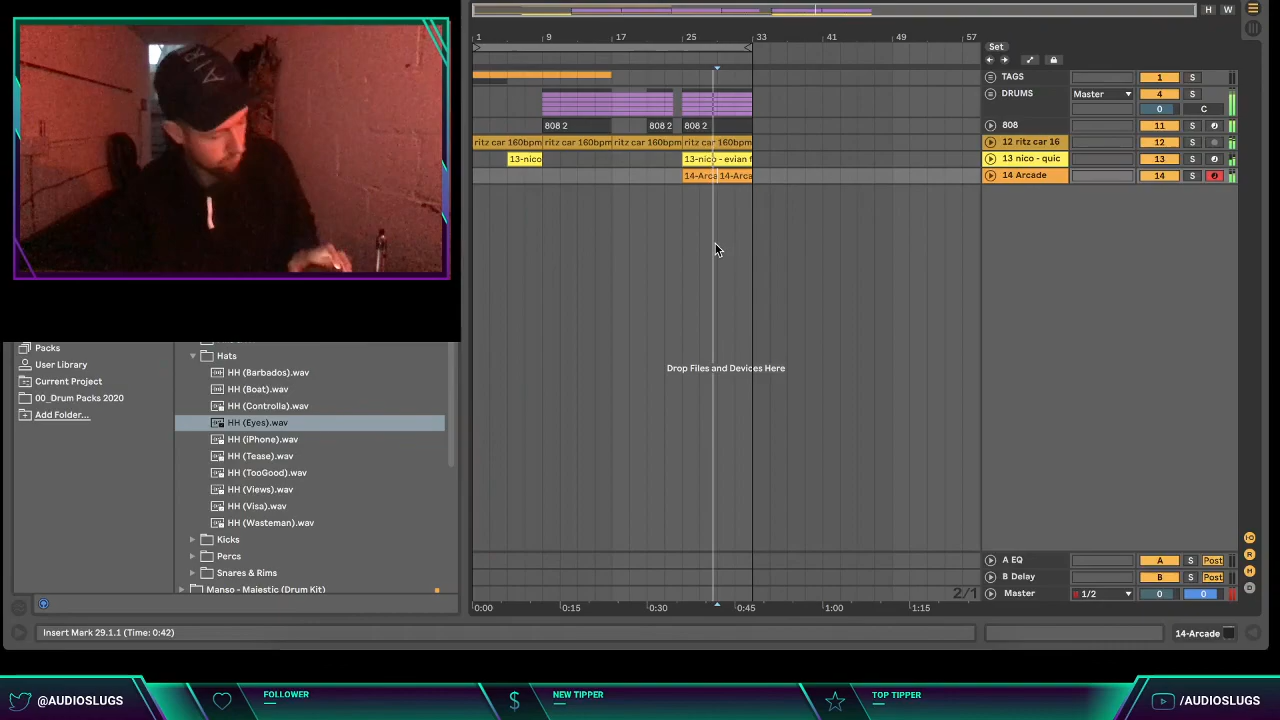 H W
1 9 17 25 33 41 49 57
Set
TAGS 1 S
DRUMS Master 4 S
0 C
808 2 808 2 808 2 808 11 S
ritz car 160bpm ritz car 160bpm ritz car 160bpm ritz car 160bpm 12 ritz car 16 12 S
13-nico 13-nico - evian f 13 nico - quic 13 S
14-Arca 14-Arca 14 Arcade 14 S
Drop Files and Devices Here
Packs
User Library
Current Project
00_Drum Packs 2020
Add Folder...
Hats
HH (Barbados).wav
HH (Boat).wav
HH (Controlla).wav
HH (Eyes).wav
HH (iPhone).wav
HH (Tease).wav
HH (TooGood).wav
HH (Views).wav
HH (Visa).wav
HH (Wasteman).wav
Kicks
Percs
Snares & Rims
Manso - Majestic (Drum Kit)
A EQ A S Post
B Delay B S Post
2/1 Master 1/2 0 0
0:00 0:15 0:30 0:45 1:00 1:15
Insert Mark 29.1.1 (Time: 0:42)
14-Arcade
@AUDIOSLUGS
FOLLOWER
NEW TIPPER
TOP TIPPER
/AUDIOSLUGS